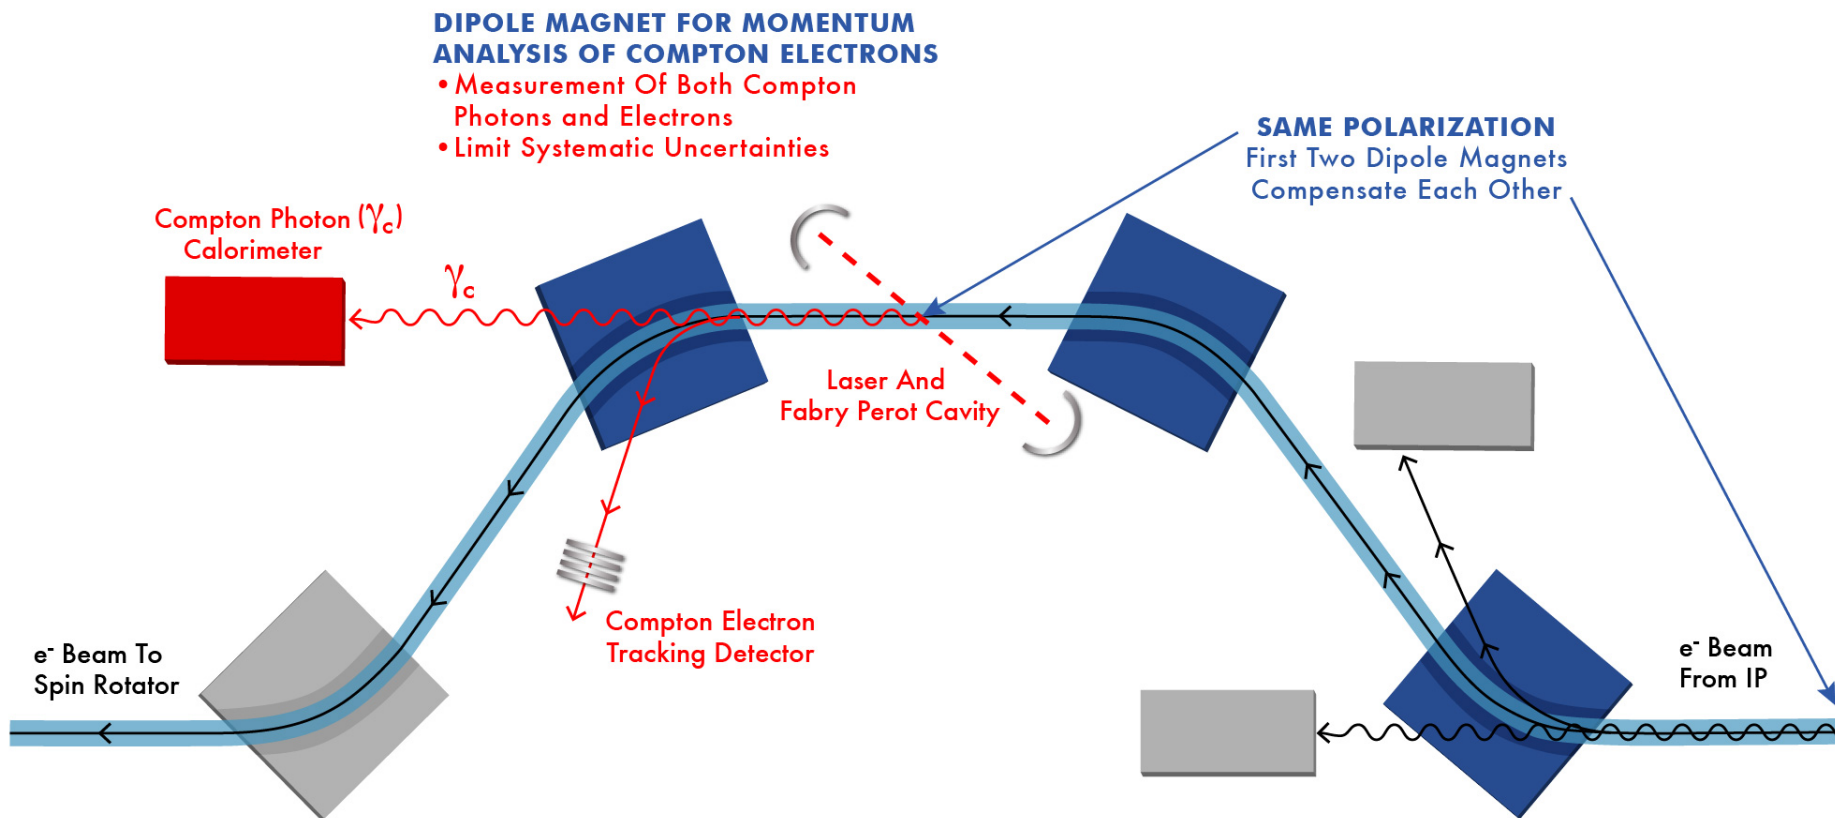 DIPOLE MAGNET FOR MOMENTUM
ANALYSIS OF COMPTON ELECTRONS
•Measurement Of Both Compton
Photons and Electrons
•Limit Systematic Uncertainties
SAME POLARIZATION
First Two Dipole Magnets
Compensate Each Other
Compton Photon (γc)
Calorimeter
γc
Laser And
Fabry Perot Cavity
Compton Electron
Tracking Detector
e- Beam To
Spin Rotator
e- Beam
From IP